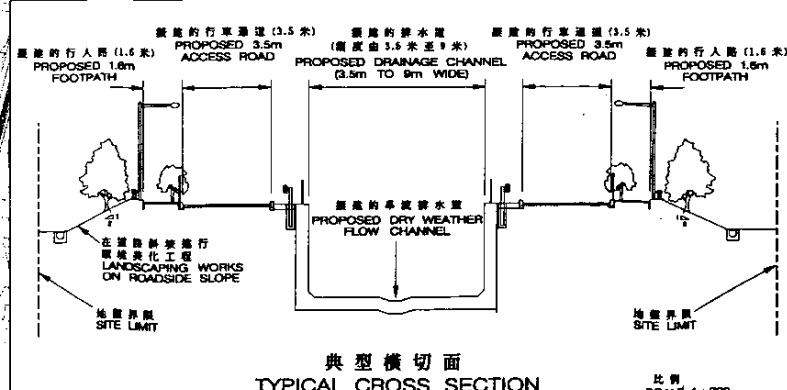 擬建的行人路 (1.6 米)
PROPOSED 1.6m
FOOTPATH
擬建的行車通道 (3.5 米)
PROPOSED 3.5m
ACCESS ROAD
擬建的排水道
(闊度由 3.5 米至 9 米)
PROPOSED DRAINAGE CHANNEL
(3.5m TO 9m WIDE)
擬建的行車通道 (3.5 米)
PROPOSED 3.5m
ACCESS ROAD
擬建的行人路 (1.6 米)
PROPOSED 1.6m
FOOTPATH
擬建的旱流排水道
PROPOSED DRY WEATHER
FLOW CHANNEL
在道路斜坡進行
環境美化工程
LANDSCAPING WORKS
ON ROADSIDE SLOPE
地盤界限
SITE LIMIT
地盤界限
SITE LIMIT
典型橫切面
TYPICAL CROSS SECTION
比例